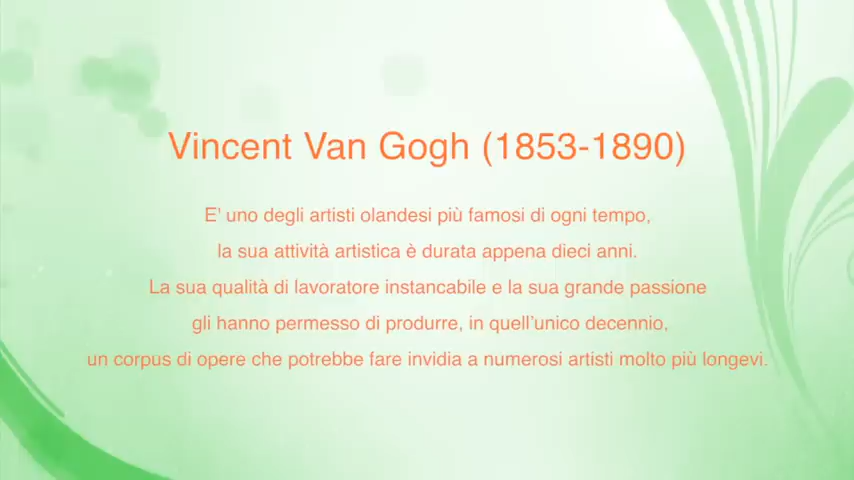 Vincent Van Gogh (1853-1890)
E' uno degli artisti olandesi più famosi di ogni tempo,
la sua attività artistica è durata appena dieci anni.
La sua qualità di lavoratore instancabile e la sua grande passione
gli hanno permesso di produrre, in quell'unico decennio,
un corpus di opere che potrebbe fare invidia a numerosi artisti molto più longevi.